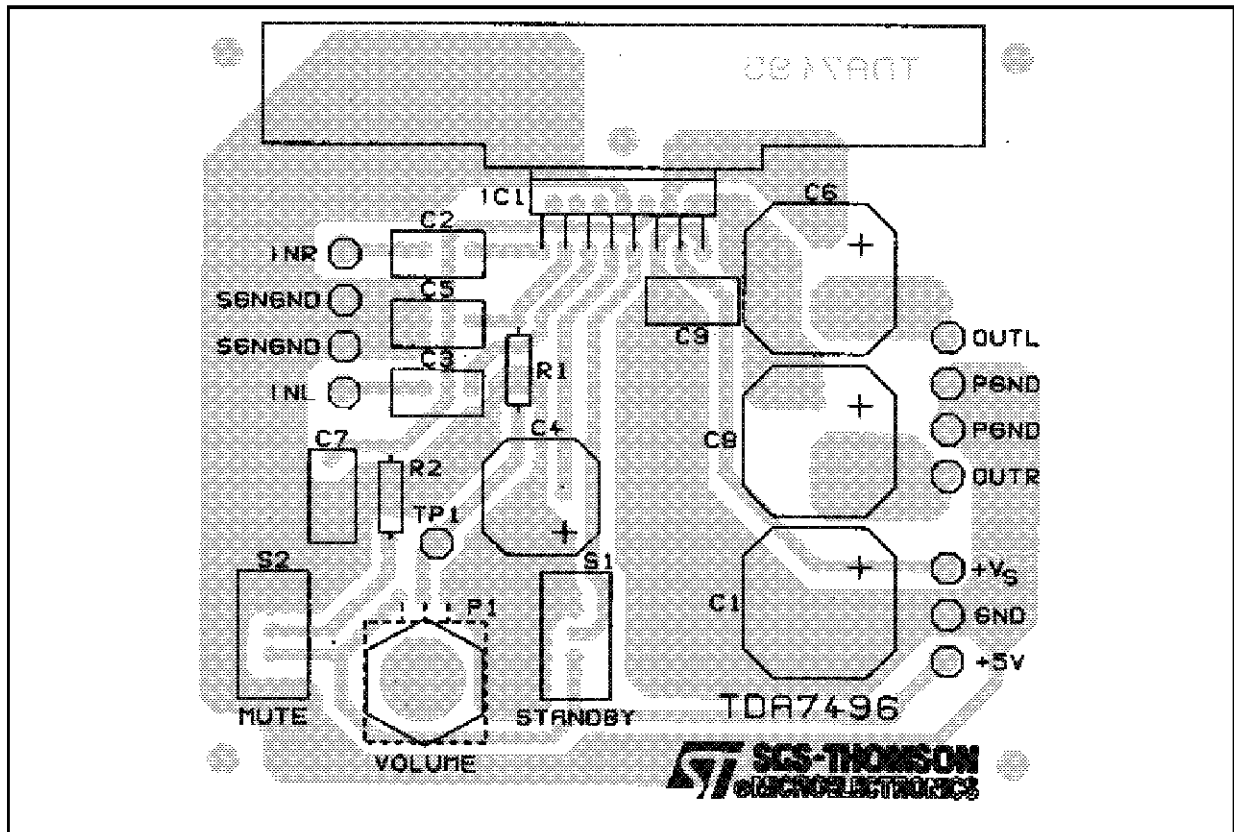 TDA7495
IC1
C6
C2
INR
C5
SGNGND
C9
SGNGND
C3
R1
OUTL
INL
PGND
C4
C8
PGND
C7
R2
OUTR
TP1
S2
S1
+VS
P1
C1
GND
+5V
MUTE
STANDBY
TDA7496
VOLUME
SGS-THOMSON
MICROELECTRONICS